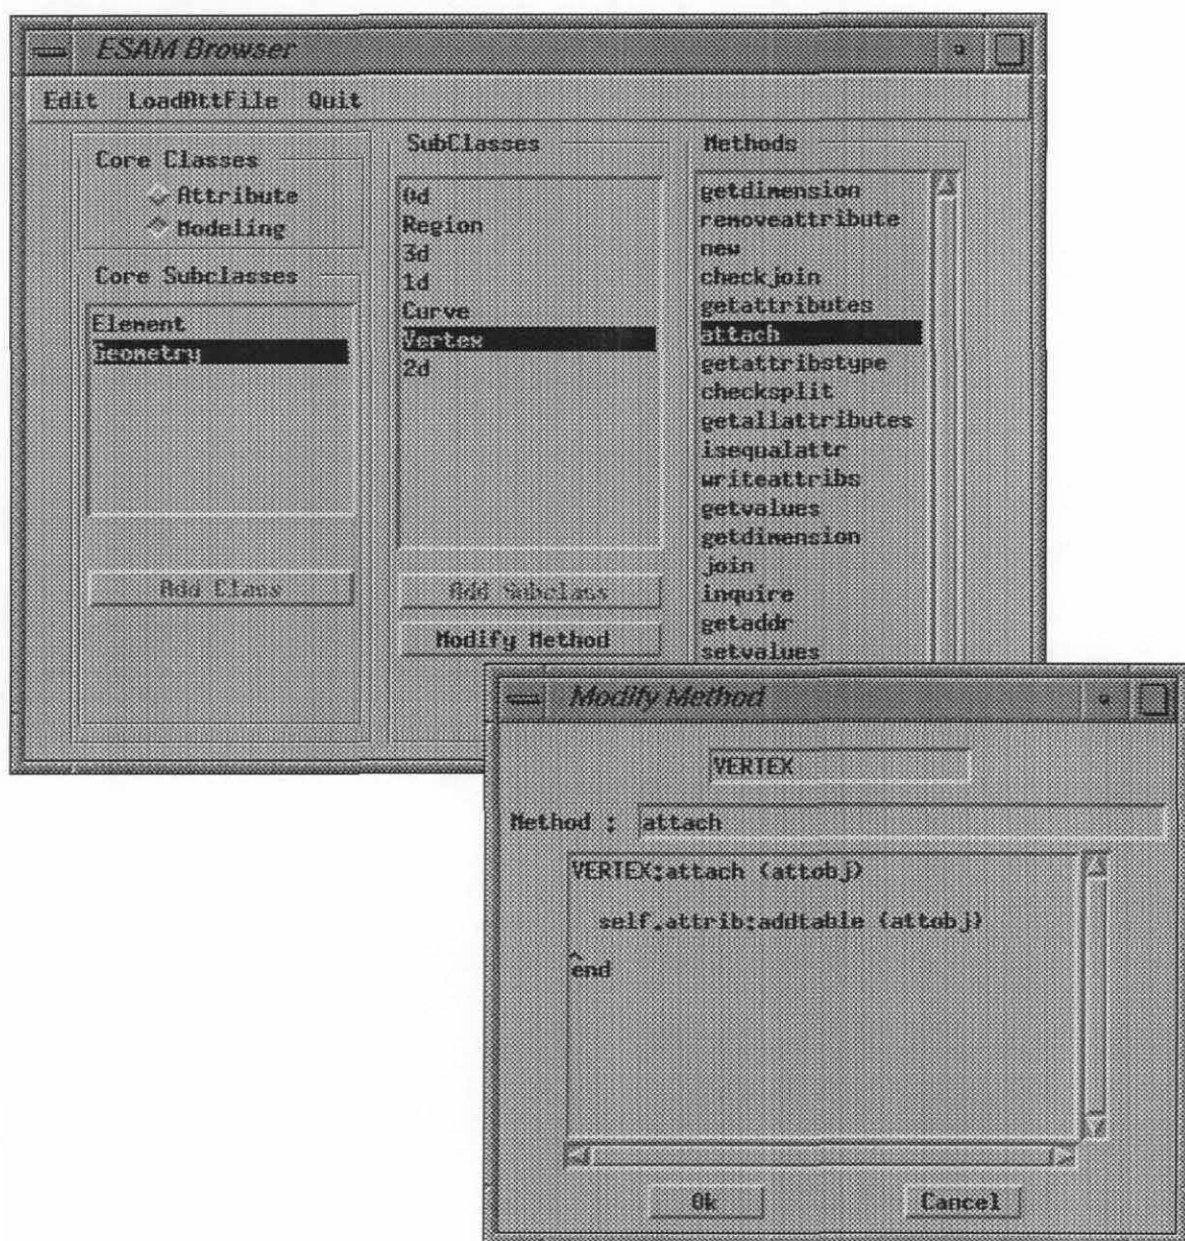 ESAM Browser
Edit LoadAttFile Quit
Core Classes
Attribute
Modeling
Core Subclasses
Element
Geometry
Add Class
SubClasses
0d
Region
3d
1d
Curve
Vertex
2d
Add Subclass
Modify Method
Methods
getdimension
removeattribute
new
checkjoin
getattributes
attach
getattribstype
checksplit
getallattributes
isequalattr
writeattribs
getvalues
getdimension
join
inquire
getaddr
setvalues
Modify Method
VERTEX
Method : attach
VERTEX:attach (attobj)
self.attrib:addtable (attobj)
end
Ok Cancel